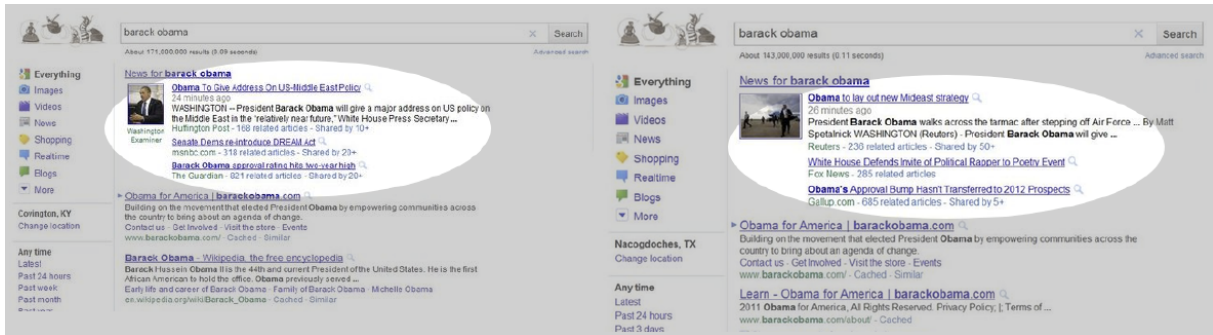 barack obama
Search
About 171,000,000 results (0.09 seconds)
Advanced search
Everything
Images
Videos
News
Shopping
Realtime
Blogs
More
Covington, KY
Change location
Any time
Latest
Past 24 hours
Past week
Past month
Past year
News for barack obama
Washington Examiner
Obama To Give Address On US-Middle East Policy
24 minutes ago
WASHINGTON -- President Barack Obama will give a major address on US policy on
the Middle East in the 'relatively near future," White House Press Secretary ...
Huffington Post - 168 related articles - Shared by 10+
Senate Dems re-introduce DREAM Act
msnbc.com - 318 related articles - Shared by 20+
Barack Obama approval rating hits two-year high
The Guardian - 821 related articles - Shared by 20+
Obama for America | barackobama.com
Building on the movement that elected President Obama by empowering communities across
the country to bring about an agenda of change.
Contact us - Get Involved - Visit the store - Events
www.barackobama.com/ - Cached - Similar
Barack Obama - Wikipedia, the free encyclopedia
Barack Hussein Obama II is the 44th and current President of the United States. He is the first
African American to hold the office. Obama previously served ...
Early life and career of Barack Obama - Family of Barack Obama - Michelle Obama
en.wikipedia.org/wiki/Barack_Obama - Cached - Similar
barack obama
Search
About 143,000,000 results (0.11 seconds)
Advanced search
Everything
Images
Videos
News
Shopping
Realtime
Blogs
More
Nacogdoches, TX
Change location
Any time
Latest
Past 24 hours
Past 3 days
News for barack obama
Obama to lay out new Mideast strategy
26 minutes ago
President Barack Obama walks across the tarmac after stepping off Air Force ... By Matt
Spetalnick WASHINGTON (Reuters) - President Barack Obama will give ...
Reuters - 230 related articles - Shared by 50+
White House Defends Invite of Political Rapper to Poetry Event
Fox News - 285 related articles
Obama's Approval Bump Hasn't Transferred to 2012 Prospects
Gallup.com - 685 related articles - Shared by 5+
Obama for America | barackobama.com
Building on the movement that elected President Obama by empowering communities across the
country to bring about an agenda of change.
Contact us - Get Involved - Visit the store - Events
www.barackobama.com/ - Cached - Similar
Learn - Obama for America | barackobama.com
2011 Obama for America, All Rights Reserved. Privacy Policy, |; Terms of ...
www.barackobama.com/about/ - Cached